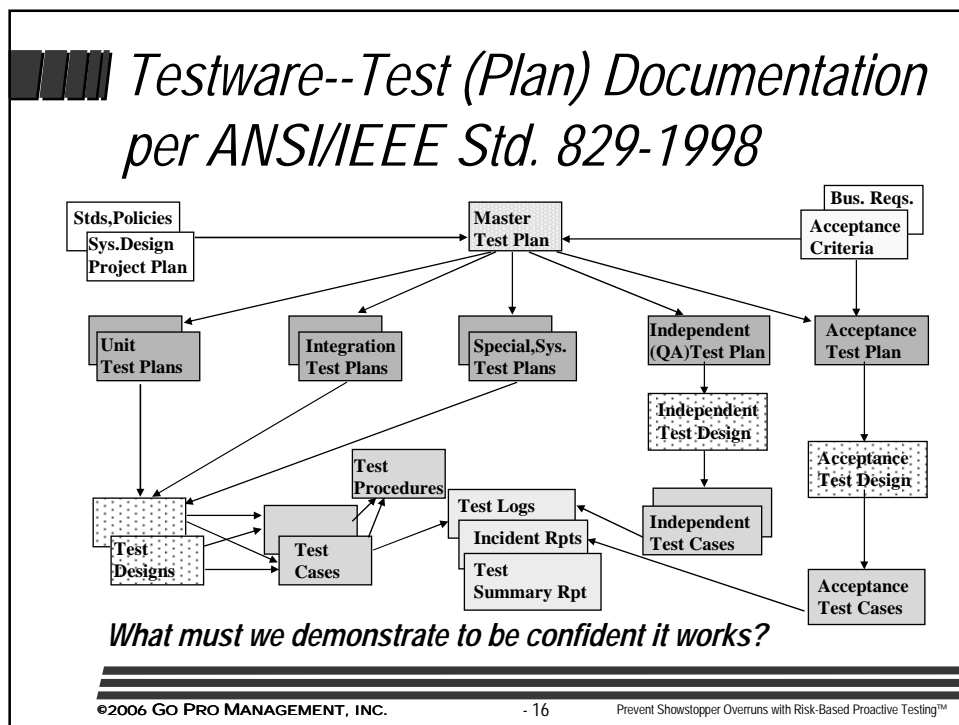 Testware--Test (Plan) Documentation
per ANSI/IEEE Std. 829-1998
Stds,Policies
Sys.Design
Project Plan
Master
Test Plan
Bus. Reqs.
Acceptance
Criteria
Unit
Test Plans
Integration
Test Plans
Special,Sys.
Test Plans
Independent
(QA)Test Plan
Acceptance
Test Plan
Independent
Test Design
Acceptance
Test Design
Test
Procedures
Test Logs
Incident Rpts
Test
Summary Rpt
Independent
Test Cases
Test
Designs
Test
Cases
Acceptance
Test Cases
What must we demonstrate to be confident it works?
©2006 GO PRO MANAGEMENT, INC.
- 16
Prevent Showstopper Overruns with Risk-Based Proactive Testing™